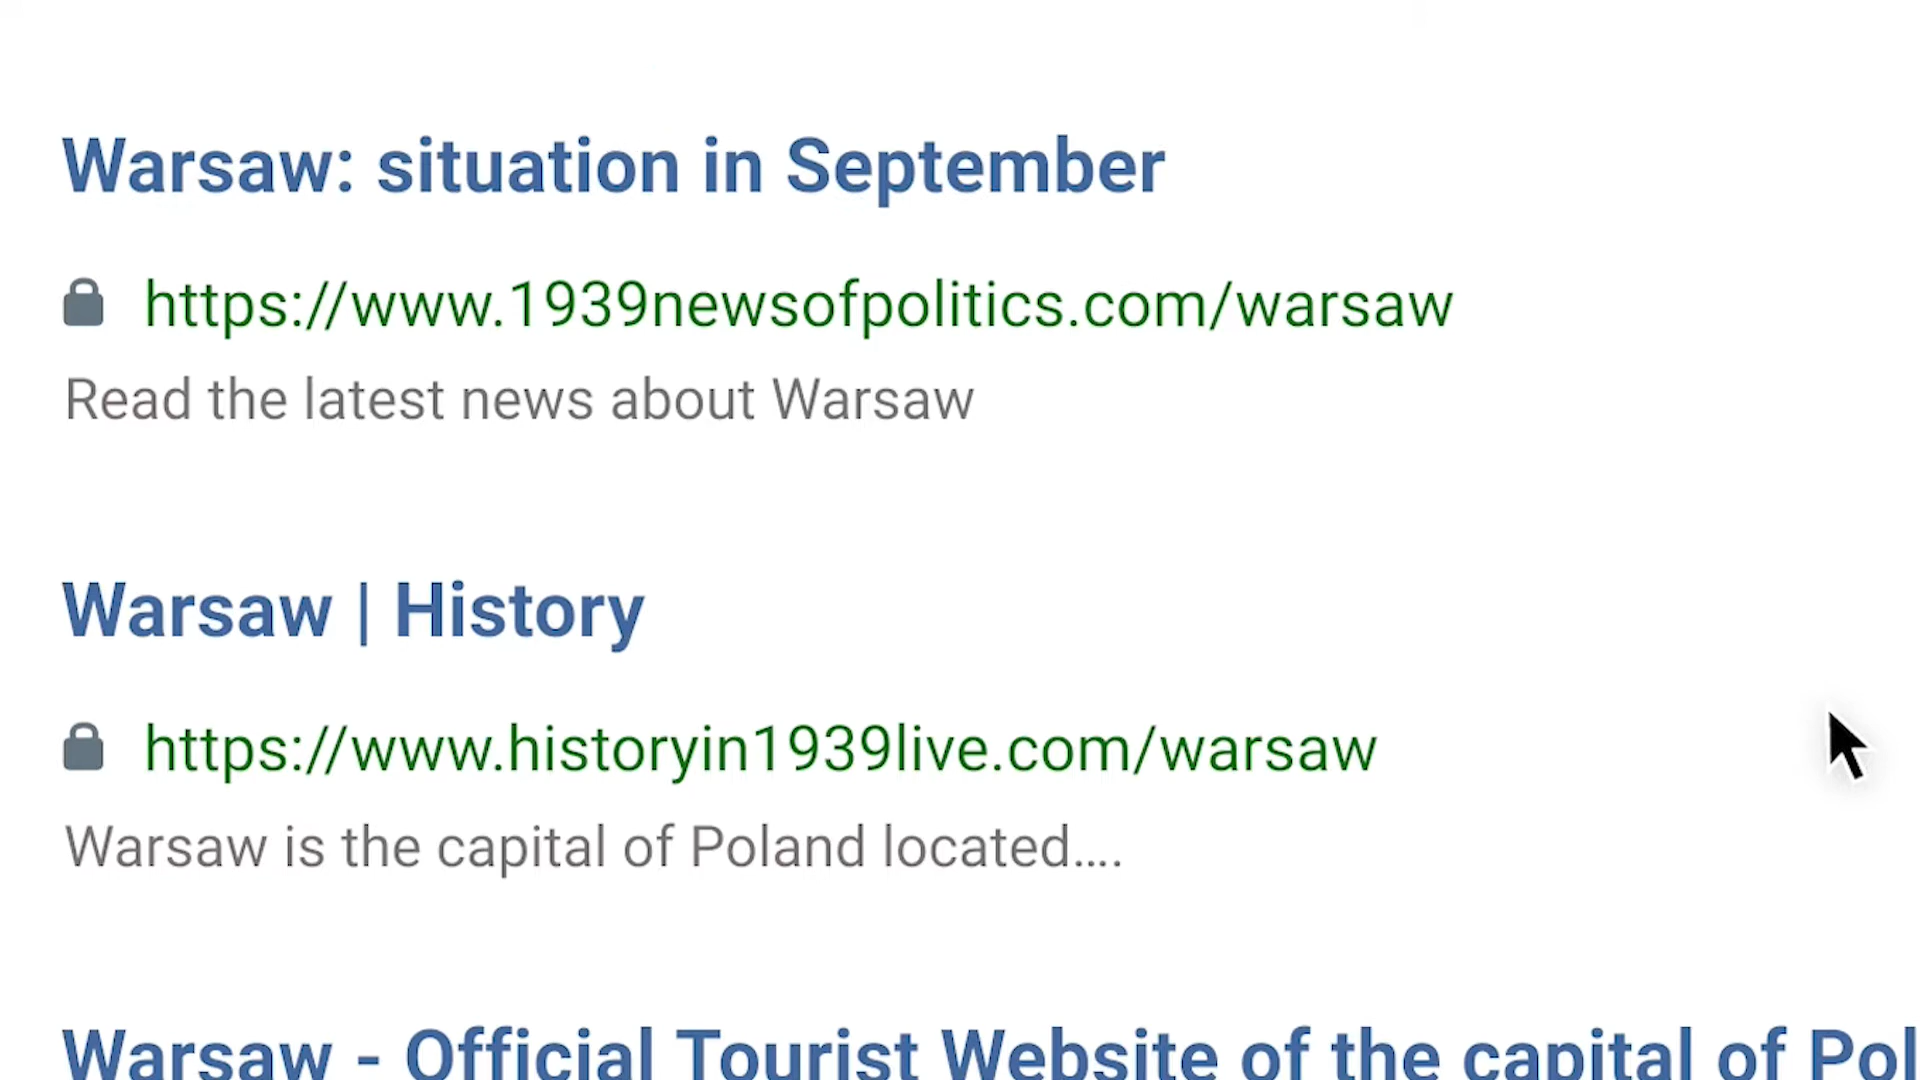 Warsaw: situation in September
https://www.1939newsofpolitics.com/warsaw
Read the latest news about Warsaw
Warsaw | History
https://www.historyin1939live.com/warsaw
Warsaw is the capital of Poland located....
Warsaw - Official Tourist Website of the capital of Pol